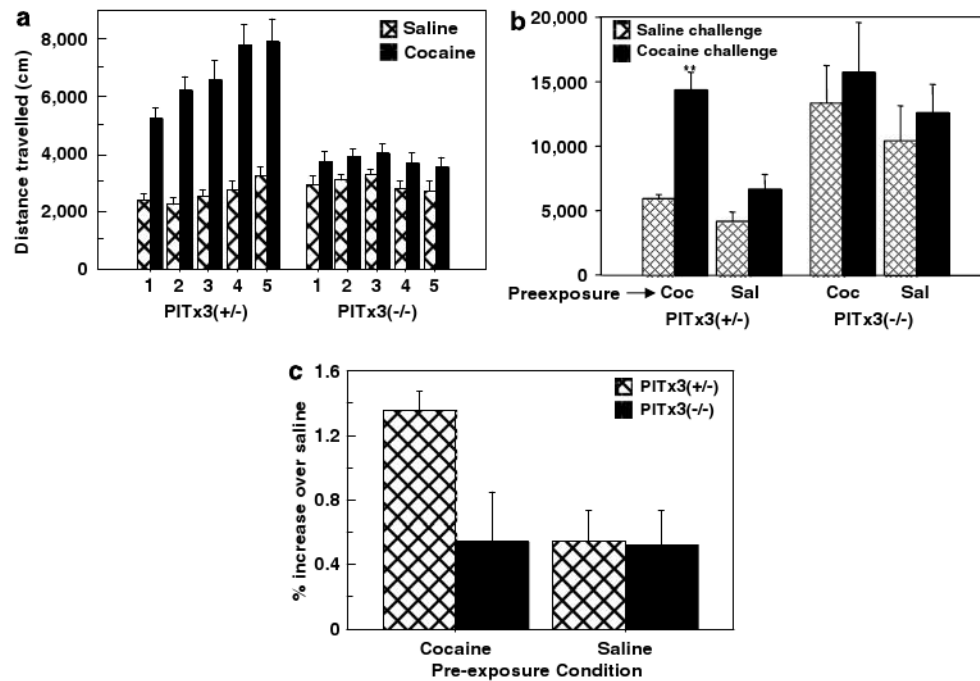 a
Saline
Cocaine
Distance travelled (cm)
8,000
6,000
4,000
2,000
0
1 2 3 4 5 1 2 3 4 5
PITx3(+/-) PITx3(-/-)
b
Saline challenge
Cocaine challenge
**
20,000
15,000
10,000
5,000
0
Preexposure Coc Sal Coc Sal
PITx3(+/-) PITx3(-/-)
c
PITx3(+/-)
PITx3(-/-)
% increase over saline
1.6
1.2
0.8
0.4
0
Cocaine Saline
Pre-exposure Condition